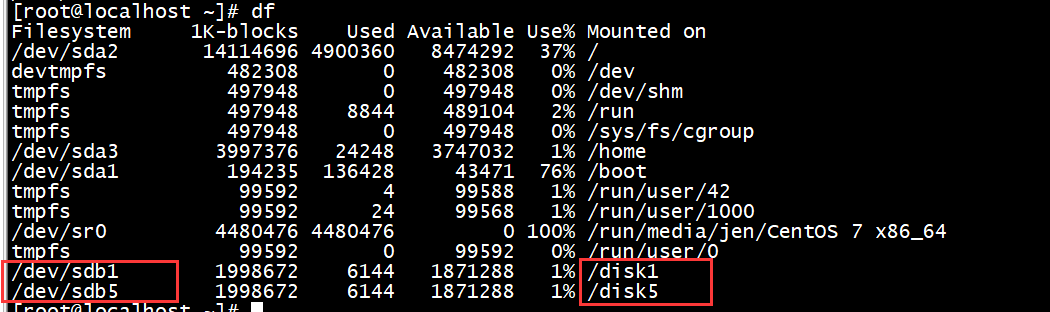 [root@localhost ~]# df
Filesystem     1K-blocks    Used Available Use% Mounted on
/dev/sda2       14114696 4900360   8474292  37% /
devtmpfs          482308       0    482308   0% /dev
tmpfs             497948       0    497948   0% /dev/shm
tmpfs             497948    8844    489104   2% /run
tmpfs             497948       0    497948   0% /sys/fs/cgroup
/dev/sda3        3997376   24248   3747032   1% /home
/dev/sda1         194235  136428     43471  76% /boot
tmpfs              99592       4     99588   1% /run/user/42
tmpfs              99592      24     99568   1% /run/user/1000
/dev/sr0         4480476 4480476         0 100% /run/media/jen/CentOS 7 x86_64
tmpfs              99592       0     99592   0% /run/user/0
/dev/sdb1        1998672    6144   1871288   1% /disk1
/dev/sdb5        1998672    6144   1871288   1% /disk5
[root@localhost ~]#